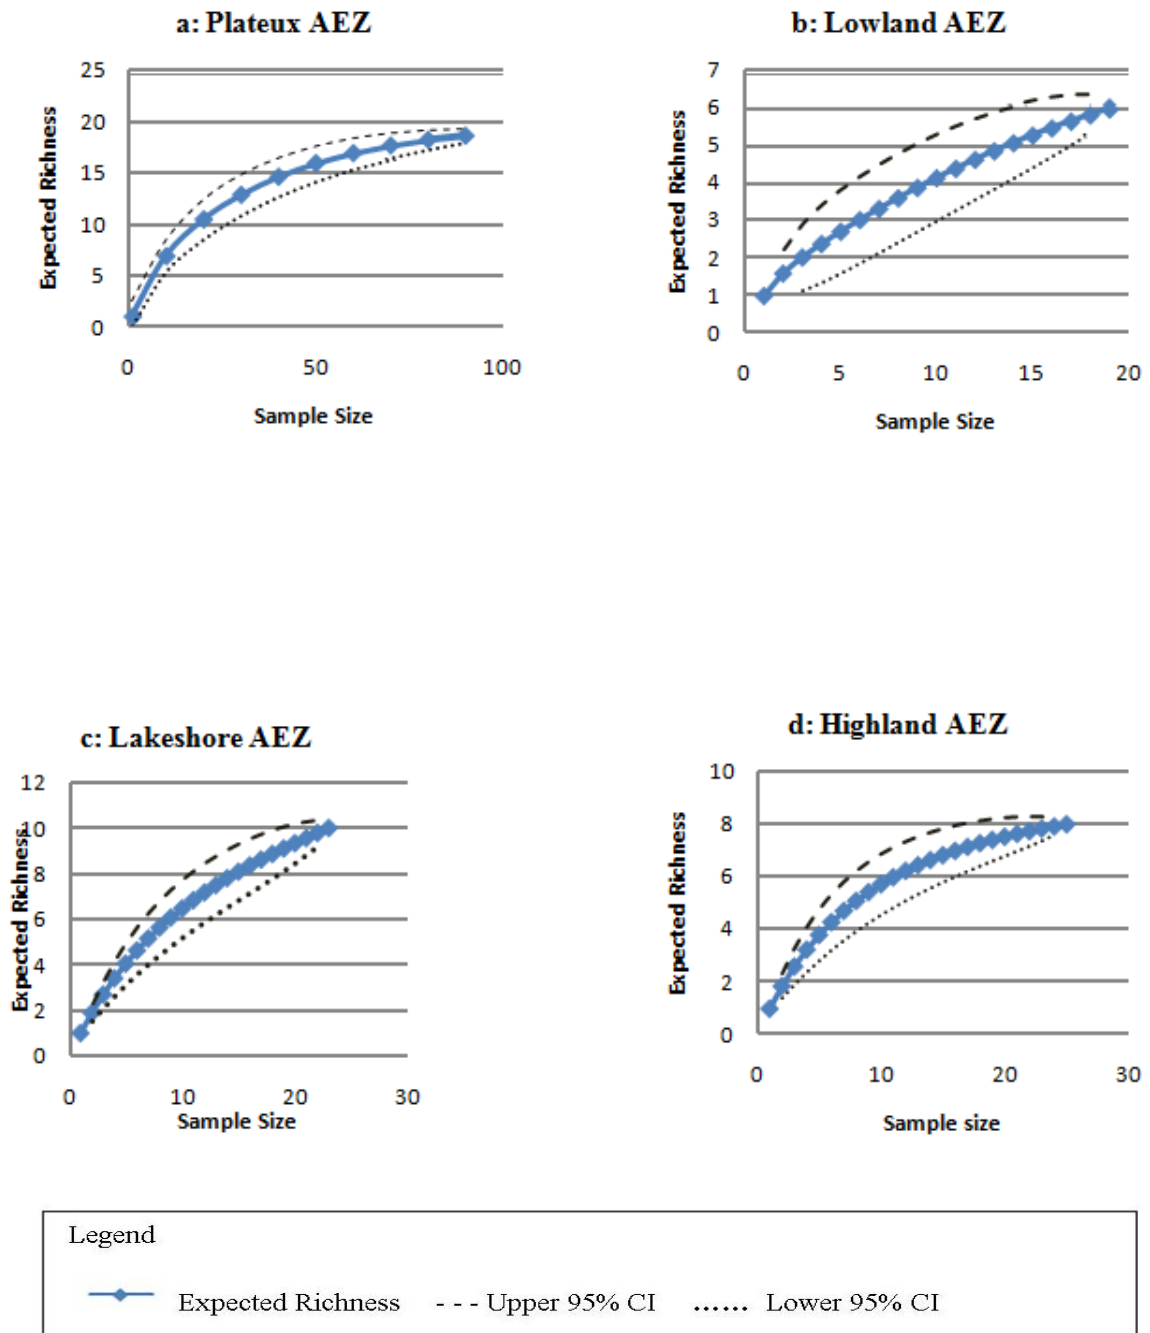 a: Plateux AEZ
25
20
15
10
5
0
Expected Richness
0 50 100
Sample Size
b: Lowland AEZ
7
6
5
4
3
2
1
0
Expected Richness
0 5 10 15 20
Sample Size
c: Lakeshore AEZ
12
10
8
6
4
2
0
Expected Richness
0 10 20 30
Sample Size
d: Highland AEZ
10
8
6
4
2
0
Expected Richness
0 10 20 30
Sample size
Legend
Expected Richness - - - Upper 95% CI ...... Lower 95% CI